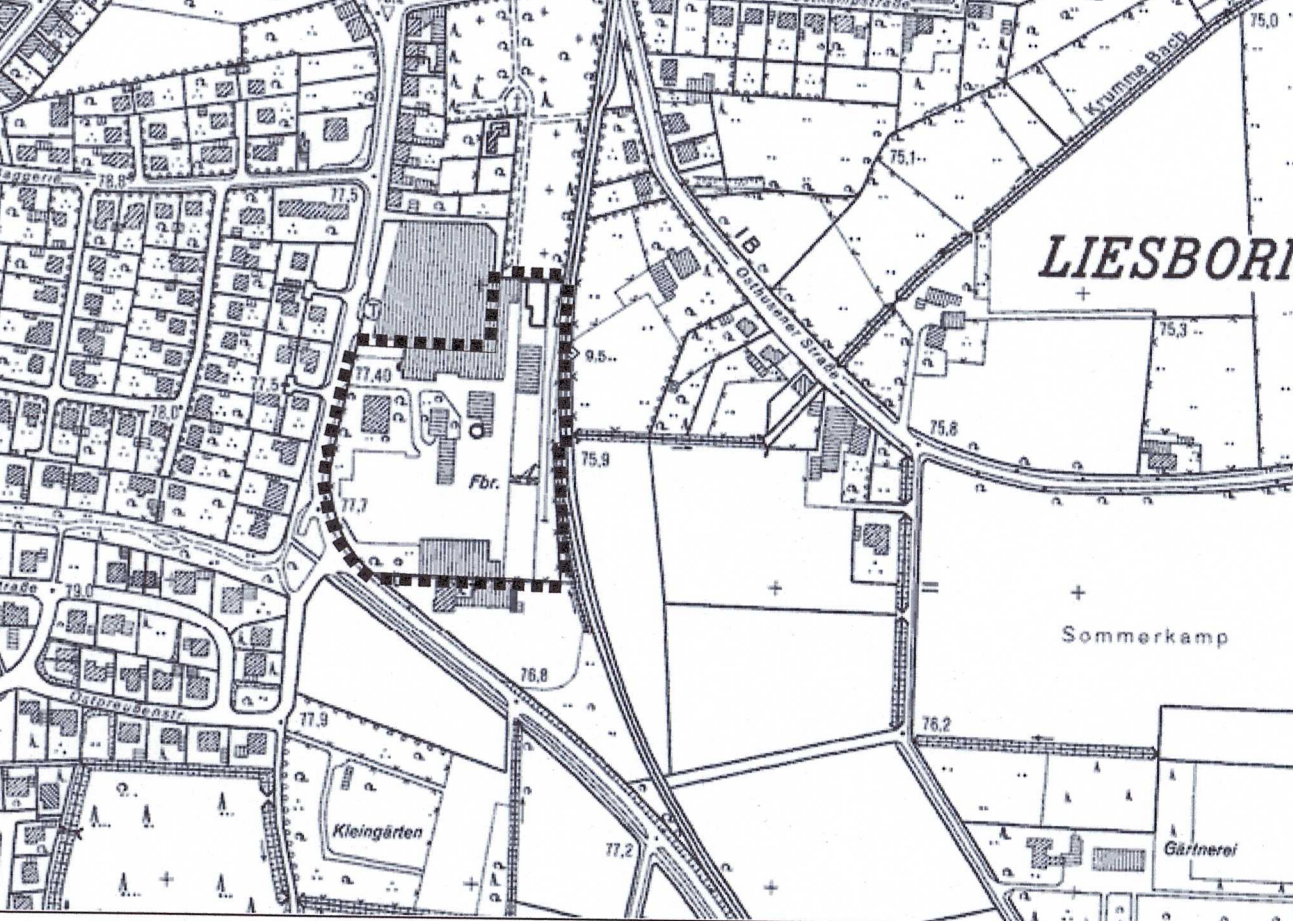 75,0
Krumme Bach
75,1
78,8
77,5
LIESBOR
1B
Osthusener Straße
75,3
9,5
77,40
77,5
78,0
75,8
75,9
Fbr.
77,7
79,0
Sommerkamp
76,8
Ostpreußenstr.
77,9
76,2
Kleingärten
77,2
Gärtnerei